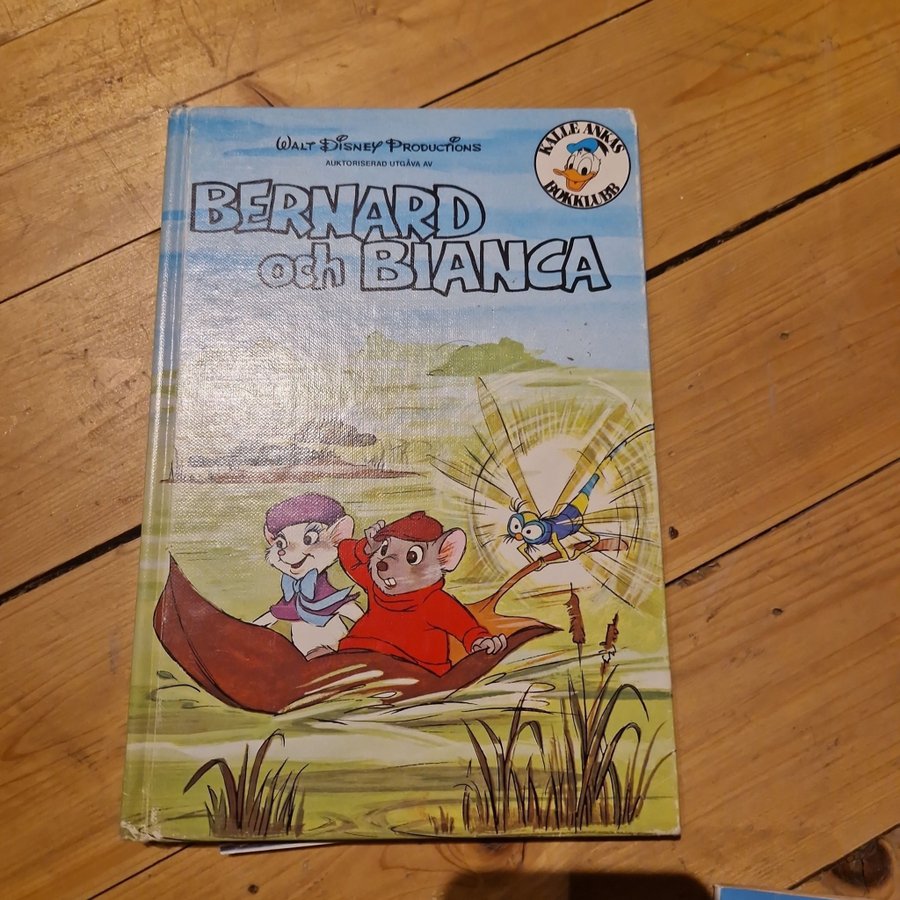 WALT DISNEY PRODUCTIONS
AUKTORISERAD UTGÅVA AV
BERNARD
och BIANCA
KALLE ANKAS
BOKKLUBB